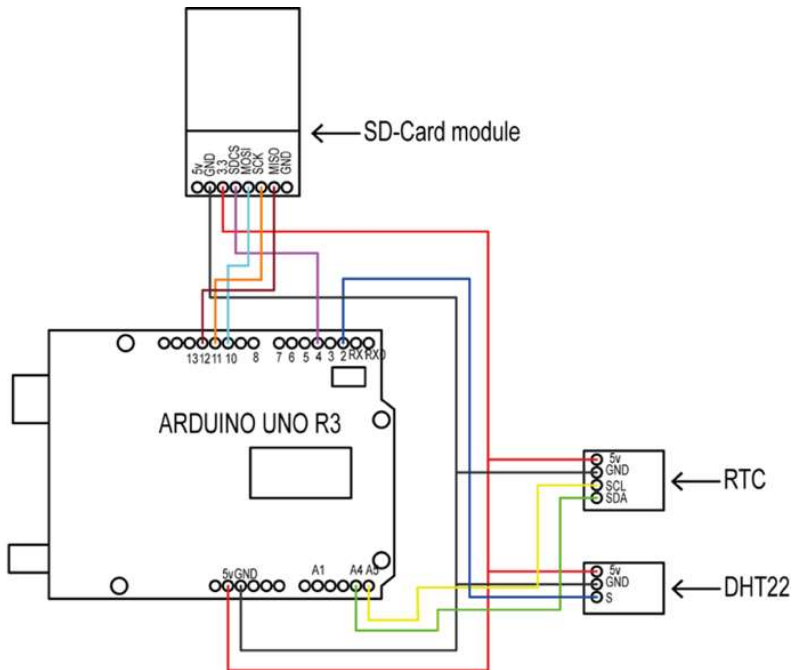 SD-Card module
5v
GND
3.3
SDCS
MOSI
SCK
MISO
GND
13 12 11 10 8 7 6 5 4 3 2 RX1 RX0
ARDUINO UNO R3
5v GND A1 A4 A5
5v
GND
SCL
SDA
RTC
5v
GND
S
DHT22